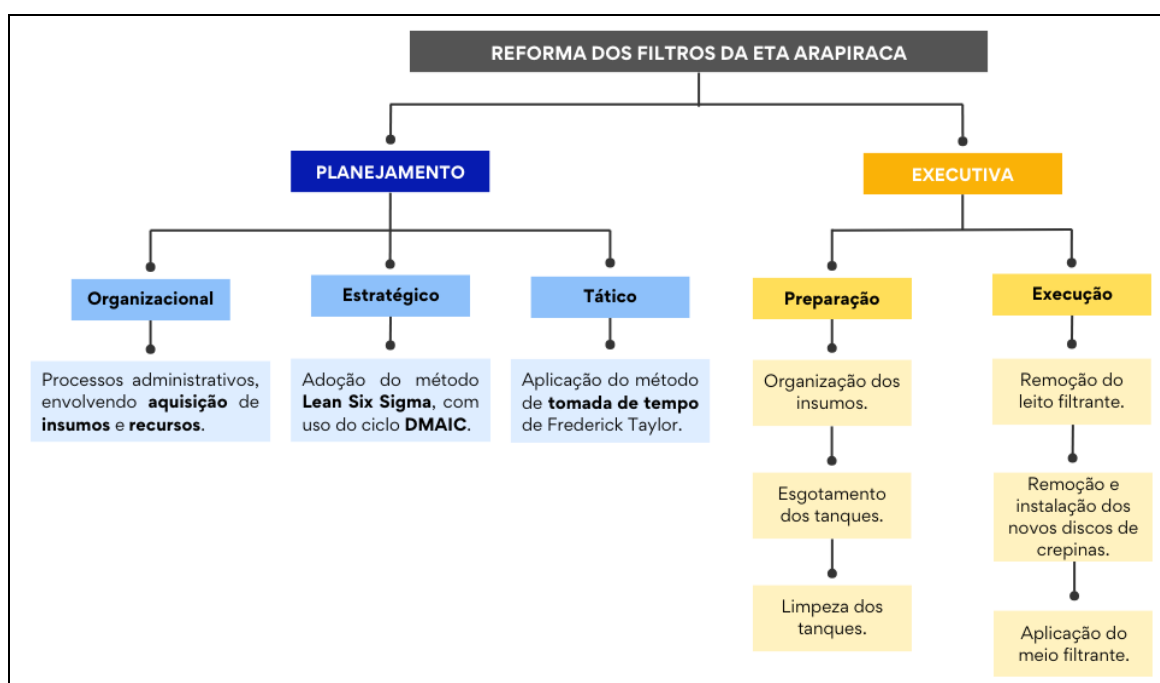 REFORMA DOS FILTROS DA ETA ARAPIRACA
PLANEJAMENTO
EXECUTIVA
Organizacional
Estratégico
Tático
Preparação
Execução
Processos administrativos,
envolvendo aquisição de
insumos e recursos.
Adoção do método
Lean Six Sigma, com
uso do ciclo DMAIC.
Aplicação do método
de tomada de tempo
de Frederick Taylor.
Organização dos
insumos.
Esgotamento
dos tanques.
Limpeza dos
tanques.
Remoção do
leito filtrante.
Remoção e
instalação dos
novos discos de
crepinas.
Aplicação do
meio filtrante.